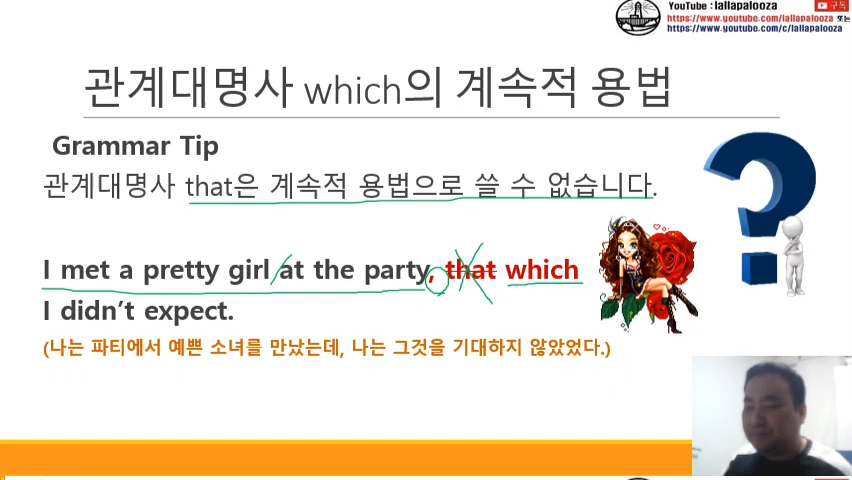 YouTube : lallapalooza 구독
https://www.youtube.com/lallapalooza 또는
https://www.youtube.com/c/lallapalooza
관계대명사 which의 계속적 용법
Grammar Tip
관계대명사 that은 계속적 용법으로 쓸 수 없습니다.
I met a pretty girl at the party, that which
I didn't expect.
(나는 파티에서 예쁜 소녀를 만났는데, 나는 그것을 기대하지 않았었다.)